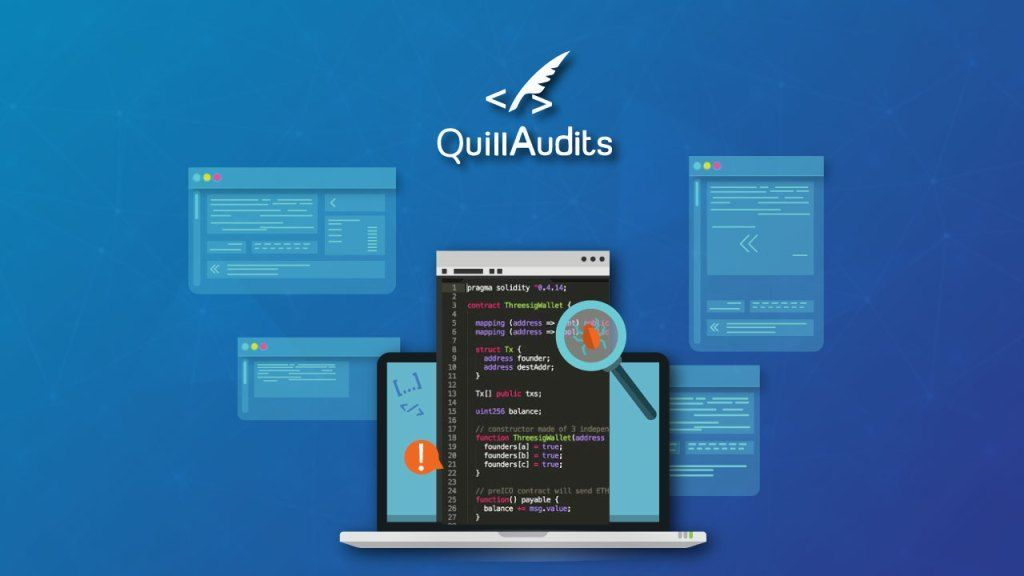 QuillAudits
1 pragma solidity ^0.4.14;
2
3 contract ThreesigWallet {
4
5 mapping (address => public
6 mapping (address =>
7
8 struct Tx {
9 address founder;
10 address destAddr;
11 }
12
13 Tx[] public txs;
14
15 uint256 balance;
16
17 // constructor made of 3 indepen
18 function ThreesigWallet(address
19 founders[a] = true;
20 founders[b] = true;
21 founders[c] = true;
22 }
23
24 // preICO contract will send ETH
25 function() payable {
26 balance += msg.value;
27 }
[...]
</>
!